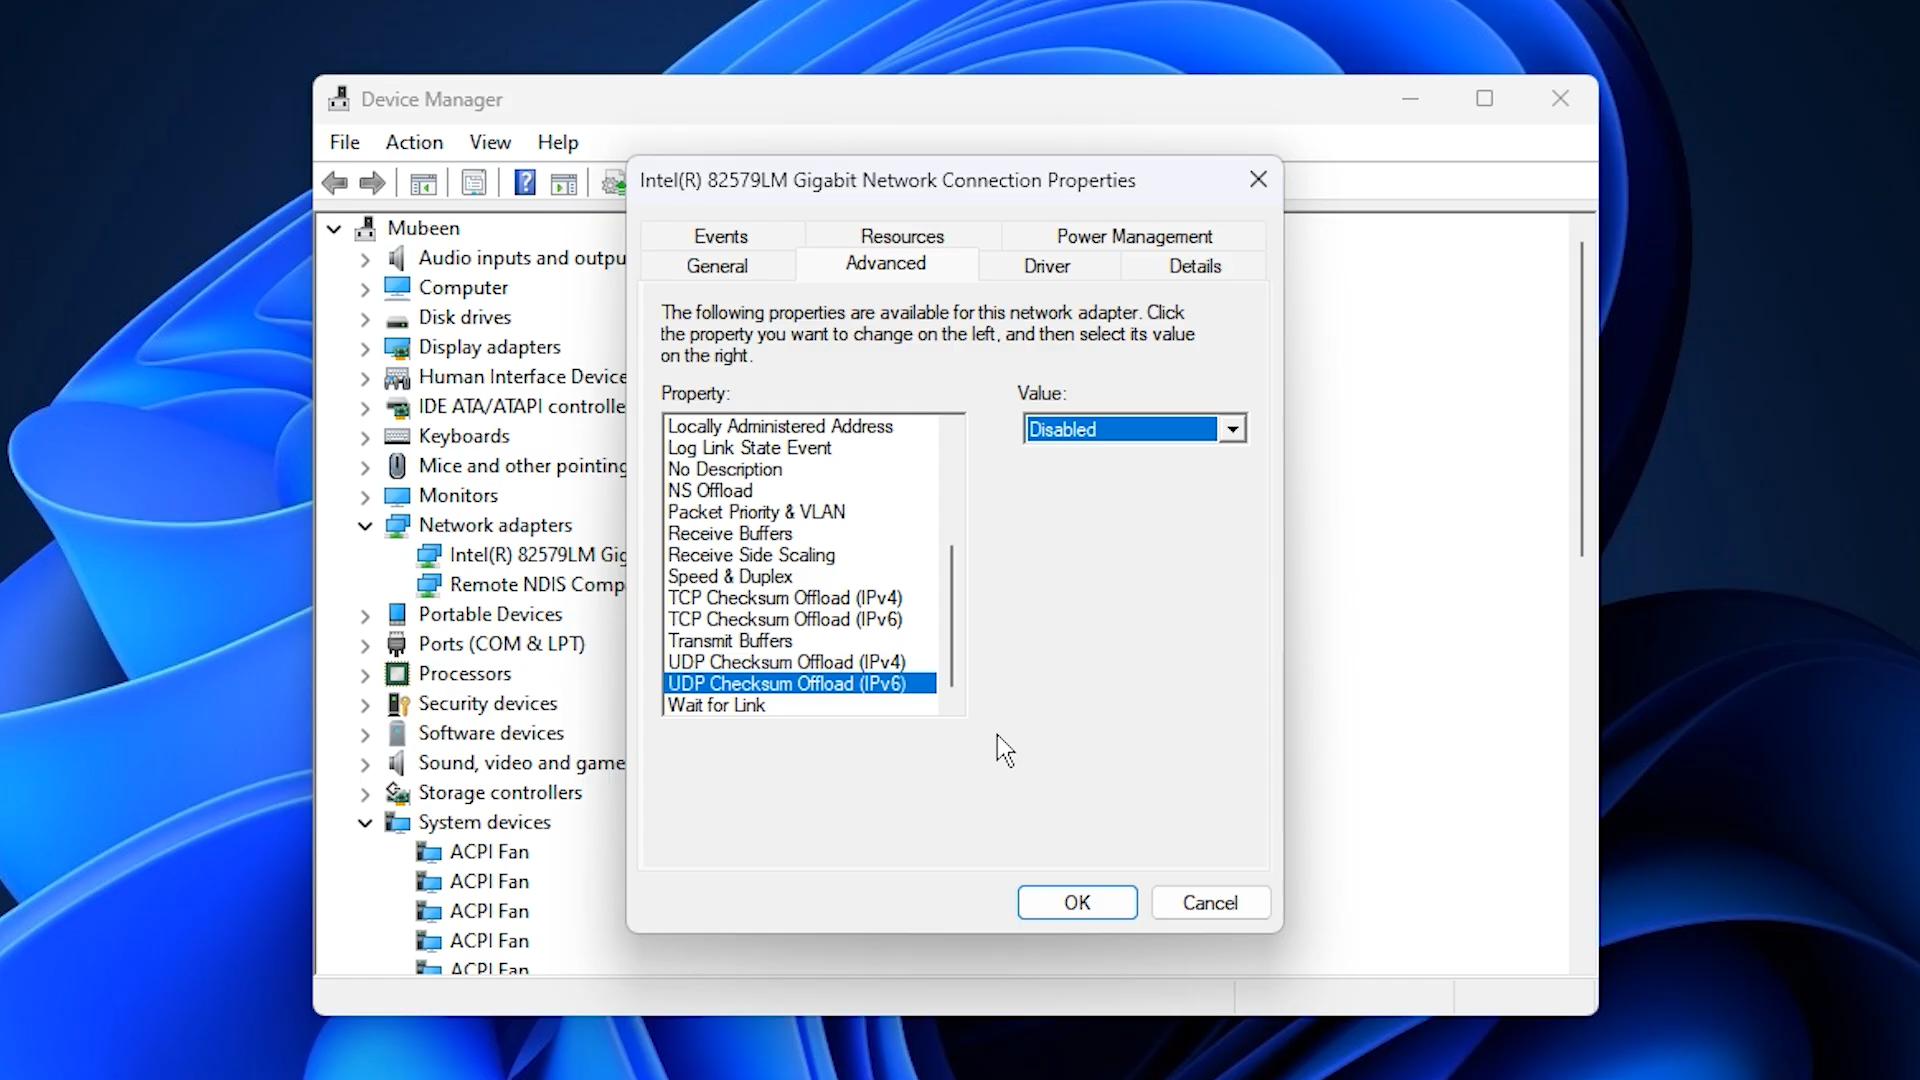 Device Manager
File Action View Help
Mubeen
Audio inputs and outpu
Computer
Disk drives
Display adapters
Human Interface Device
IDE ATA/ATAPI controlle
Keyboards
Mice and other pointing
Monitors
Network adapters
Intel(R) 82579LM Gig
Remote NDIS Comp
Portable Devices
Ports (COM & LPT)
Processors
Security devices
Software devices
Sound, video and game
Storage controllers
System devices
ACPI Fan
ACPI Fan
ACPI Fan
ACPI Fan
ACPI Fan
Intel(R) 82579LM Gigabit Network Connection Properties
Events Resources Power Management
General Advanced Driver Details
The following properties are available for this network adapter. Click
the property you want to change on the left, and then select its value
on the right.
Property: Value:
Locally Administered Address
Log Link State Event
No Description
NS Offload
Packet Priority & VLAN
Receive Buffers
Receive Side Scaling
Speed & Duplex
TCP Checksum Offload (IPv4)
TCP Checksum Offload (IPv6)
Transmit Buffers
UDP Checksum Offload (IPv4)
UDP Checksum Offload (IPv6)
Wait for Link
Disabled
OK Cancel